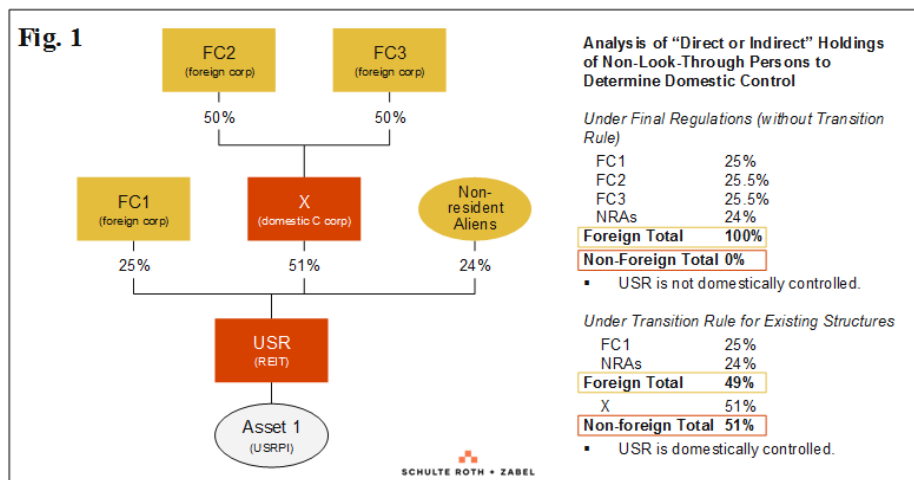 Fig. 1
FC2
(foreign corp)
FC3
(foreign corp)
50%
50%
FC1
(foreign corp)
X
(domestic C corp)
Non-
resident
Aliens
25%
51%
24%
USR
(REIT)
Asset 1
(USRPI)
SCHULTE ROTH + ZABEL
Analysis of “Direct or Indirect” Holdings
of Non-Look-Through Persons to
Determine Domestic Control
Under Final Regulations (without Transition
Rule)
FC1 25%
FC2 25.5%
FC3 25.5%
NRAs 24%
Foreign Total 100%
Non-Foreign Total 0%
▪ USR is not domestically controlled.
Under Transition Rule for Existing Structures
FC1 25%
NRAs 24%
Foreign Total 49%
X 51%
Non-foreign Total 51%
▪ USR is domestically controlled.